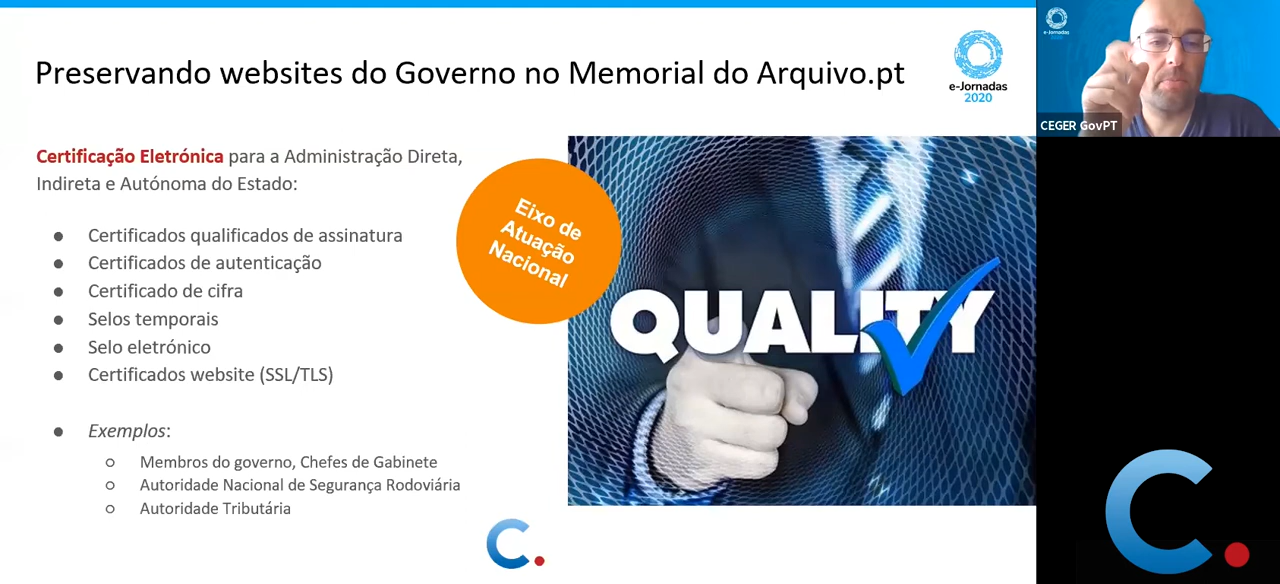 Preservando websites do Governo no Memorial do Arquivo.pt
e-Jornadas
2020
e-Jornadas
2020
CEGER GovPT
Certificação Eletrónica para a Administração Direta,
Indireta e Autónoma do Estado:
● Certificados qualificados de assinatura
● Certificados de autenticação
● Certificado de cifra
● Selos temporais
● Selo eletrónico
● Certificados website (SSL/TLS)
● Exemplos:
○ Membros do governo, Chefes de Gabinete
○ Autoridade Nacional de Segurança Rodoviária
○ Autoridade Tributária
Eixo de
Atuação
Nacional
QUALITY
C.
C.